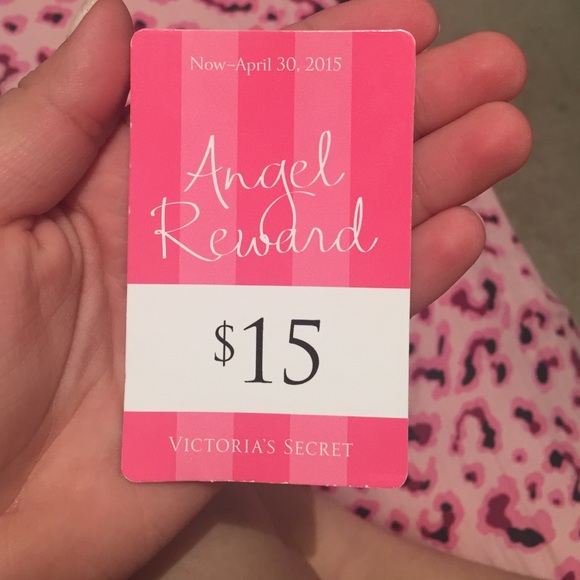 Now–April 30, 2015
Angel
Reward
$15
VICTORIA'S SECRET